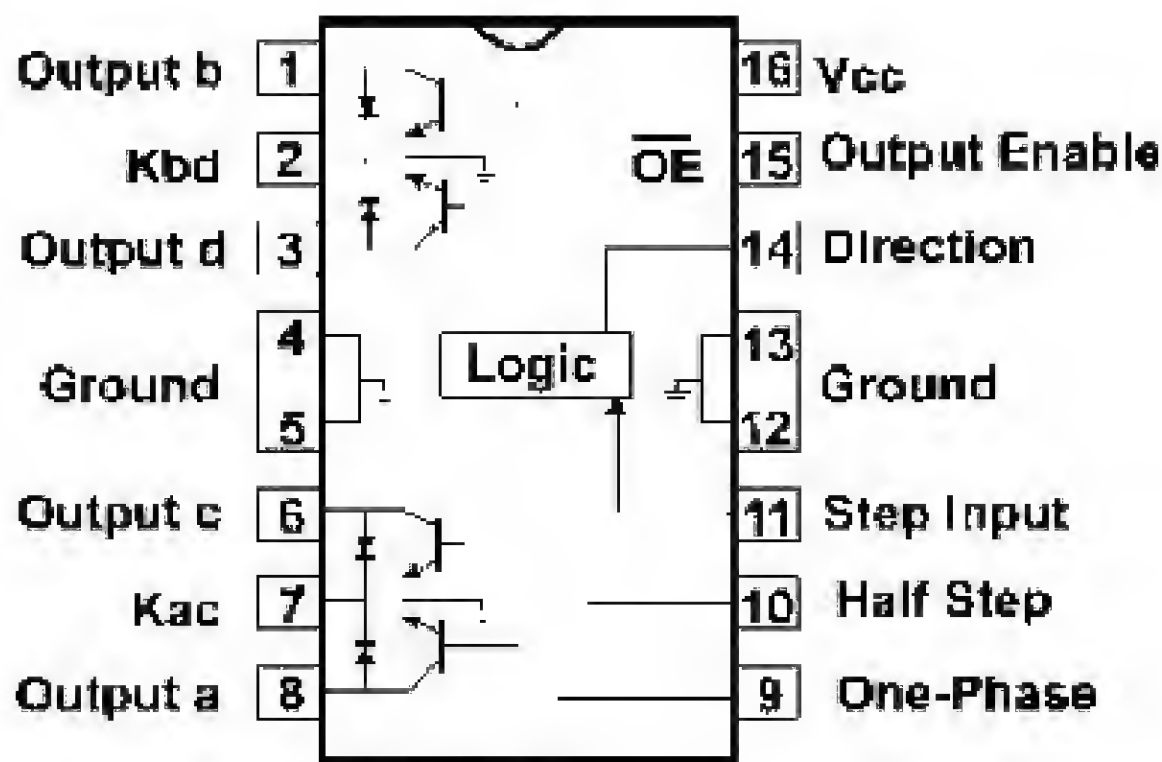 Output b 1 16 Vcc
Kbd 2 OE 15 Output Enable
Output d 3 14 Direction
4 13
Ground Logic Ground
5 12
Output c 6 11 Step Input
Kac 7 10 Half Step
Output a 8 9 One-Phase